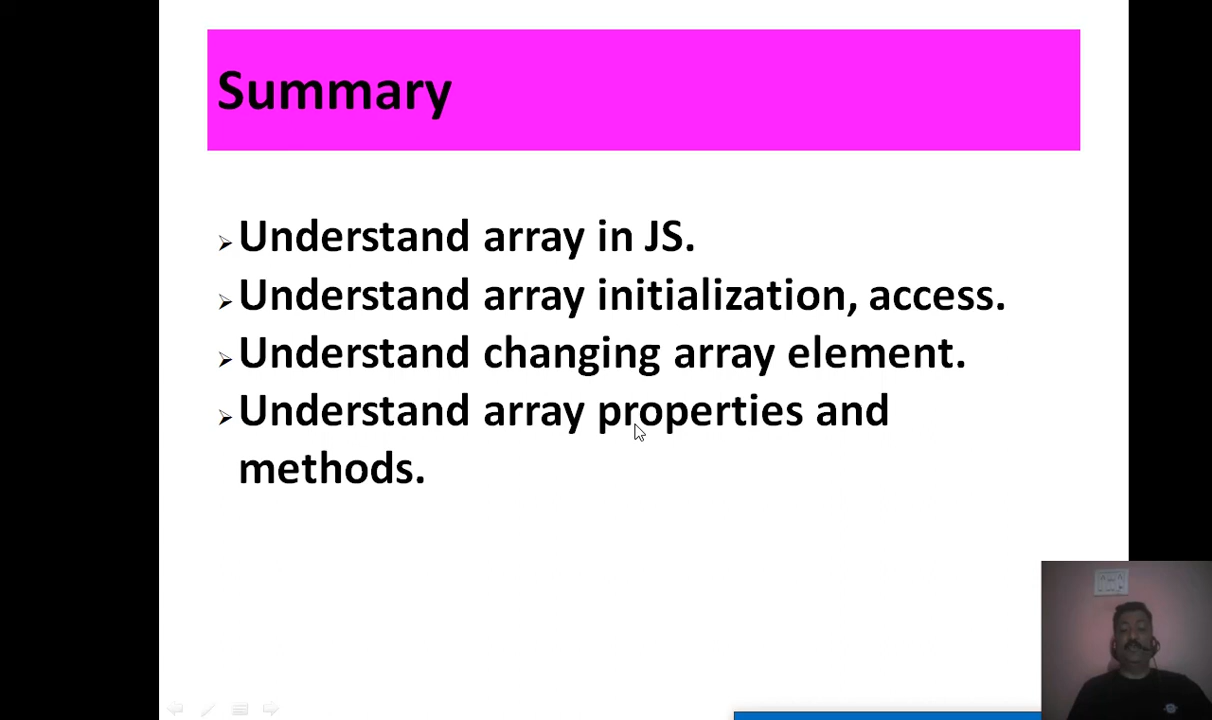 Summary
Understand array in JS.
Understand array initialization, access.
Understand changing array element.
Understand array properties and
methods.